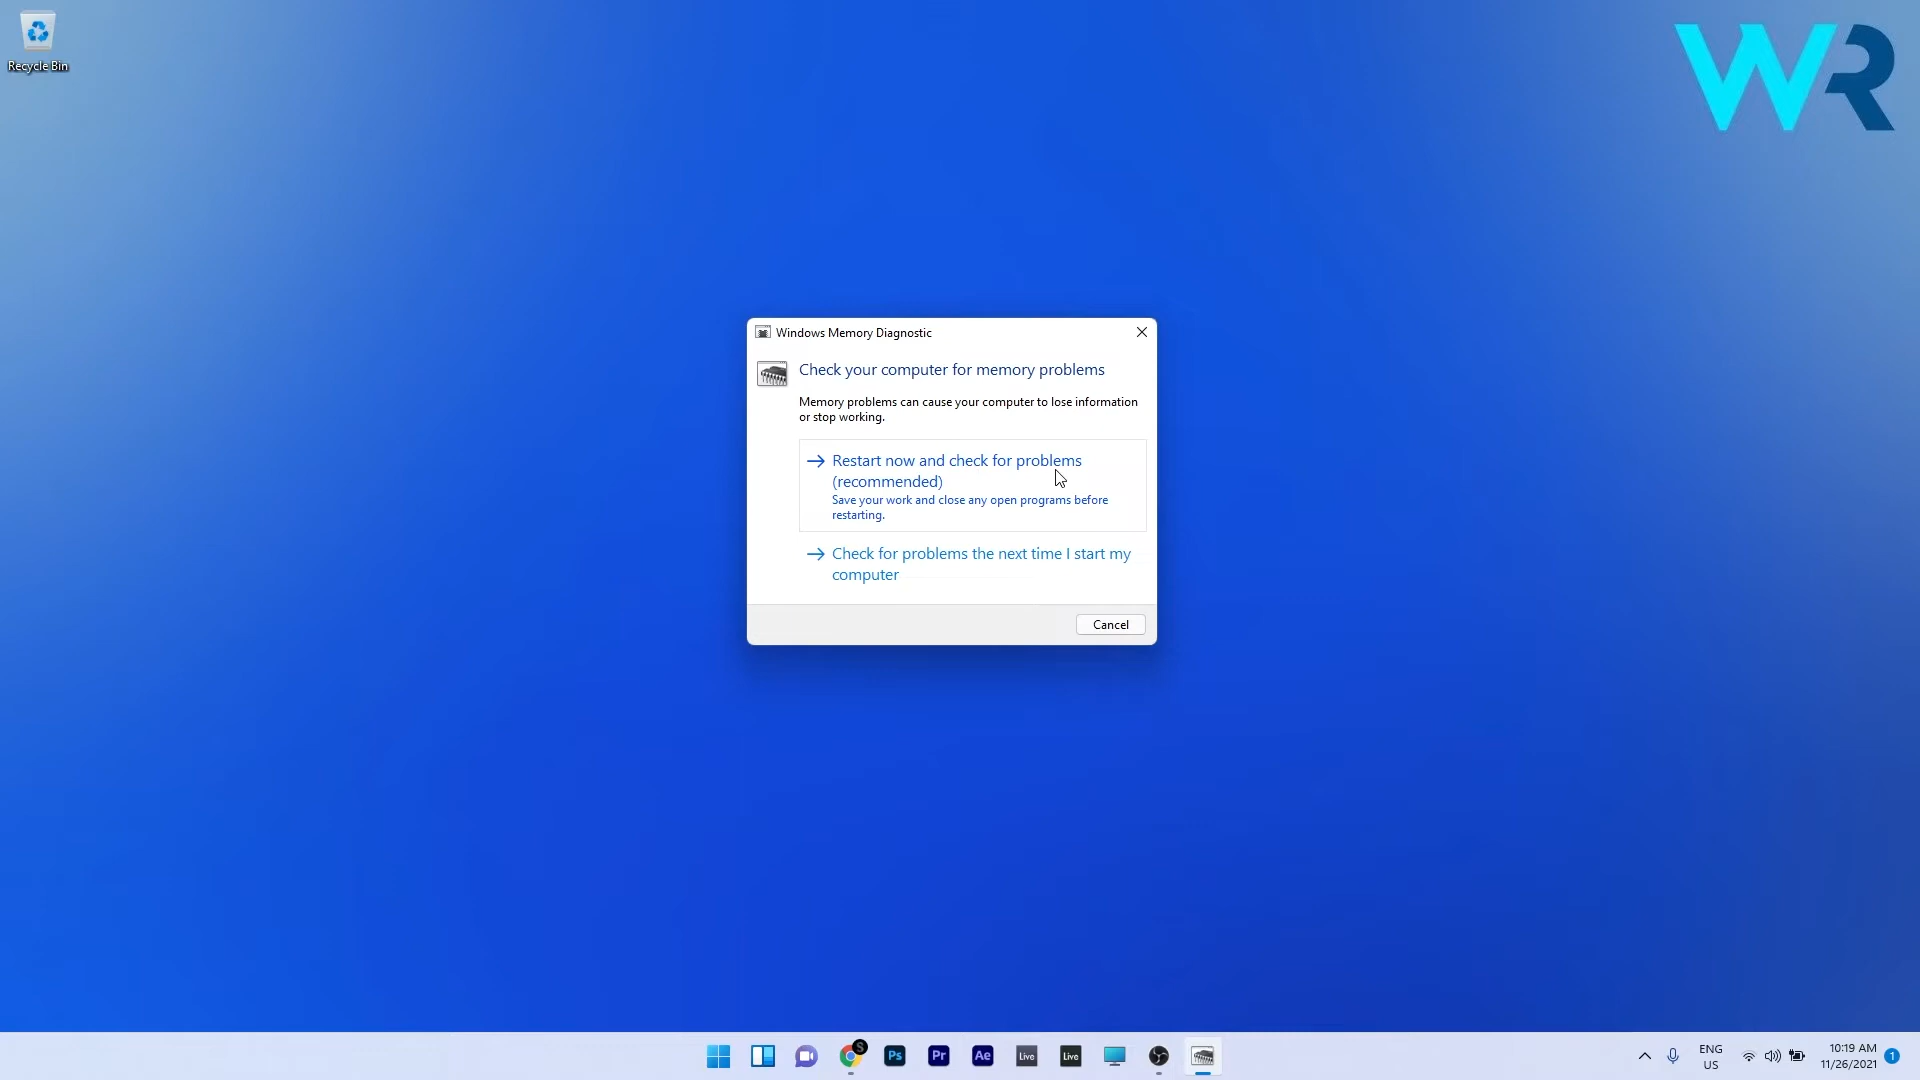 Recycle Bin
WR
Windows Memory Diagnostic
Check your computer for memory problems
Memory problems can cause your computer to lose information
or stop working.
Restart now and check for problems
(recommended)
Save your work and close any open programs before
restarting.
Check for problems the next time I start my
computer
Cancel
S
Ps
Pr
Ae
Live
Live
ENG
US
10:19 AM
11/26/2021
1